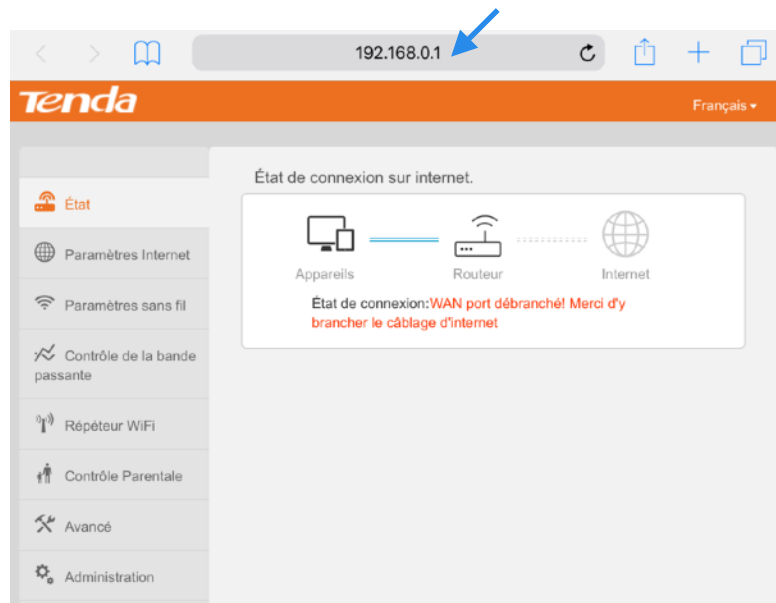 192.168.0.1
Tenda
Français
État de connexion sur internet.
État
Paramètres Internet
Paramètres sans fil
Contrôle de la bande
passante
Répéteur WiFi
Contrôle Parentale
Avancé
Administration
Appareils Routeur Internet
État de connexion:WAN port débranché! Merci d'y
brancher le câblage d'internet